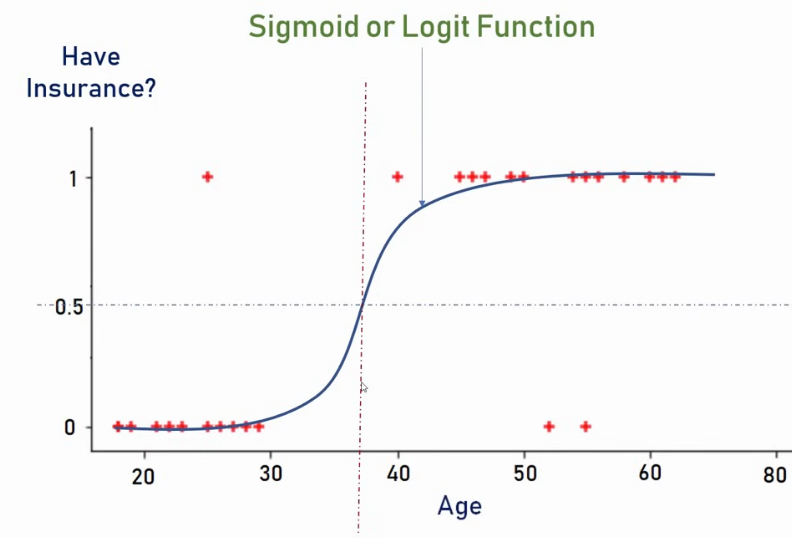 Sigmoid or Logit Function
Have
Insurance?
1
0.5
0
20 30 40 50 60 80
Age